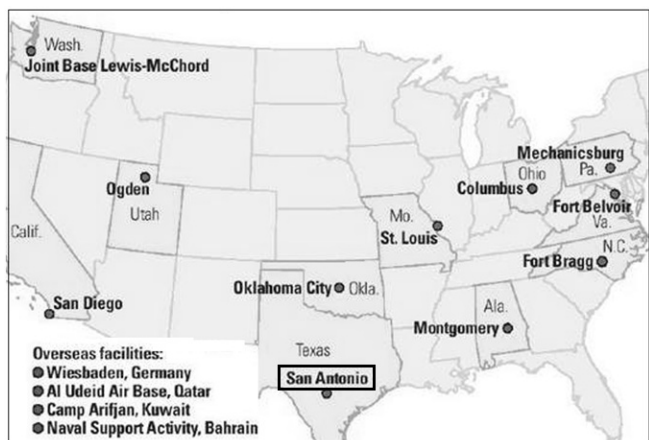 Wash.
Joint Base Lewis-McChord
Mechanicsburg
Pa.
Ohio
Columbus
Ogden
Utah
Fort Belvoir
Va.
Mo.
St. Louis
Calif.
N.C.
Fort Bragg
Oklahoma City
Okla.
San Diego
Ala.
Montgomery
Texas
San Antonio
Overseas facilities:
Wiesbaden, Germany
Al Udeid Air Base, Qatar
Camp Arifjan, Kuwait
Naval Support Activity, Bahrain